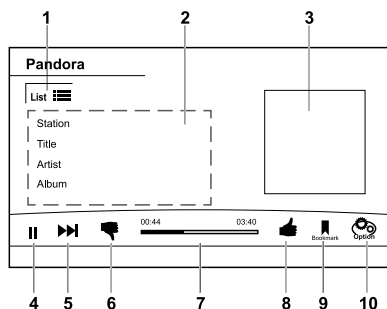 1 2 3
Pandora
List
Station
Title
Artist
Album
00:44 03:40
Bookmark Option
4 5 6 7 8 9 10